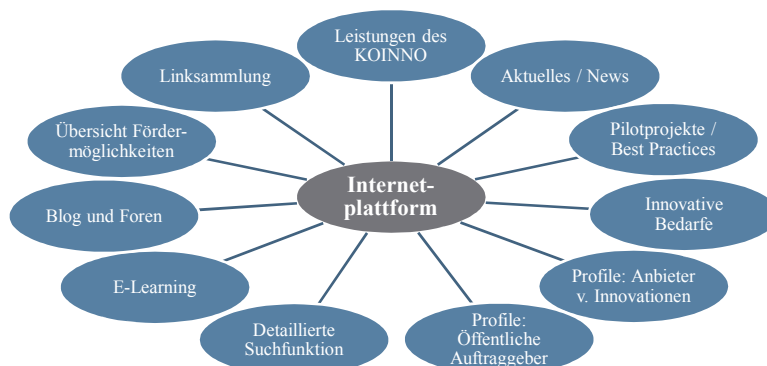 Leistungen des
KOINNO
Aktuelles / News
Pilotprojekte /
Best Practices
Innovative
Bedarfe
Profile: Anbieter
v. Innovationen
Profile:
Öffentliche
Auftraggeber
Detaillierte
Suchfunktion
E-Learning
Blog und Foren
Übersicht Förder-
möglichkeiten
Linksammlung
Internet-
plattform